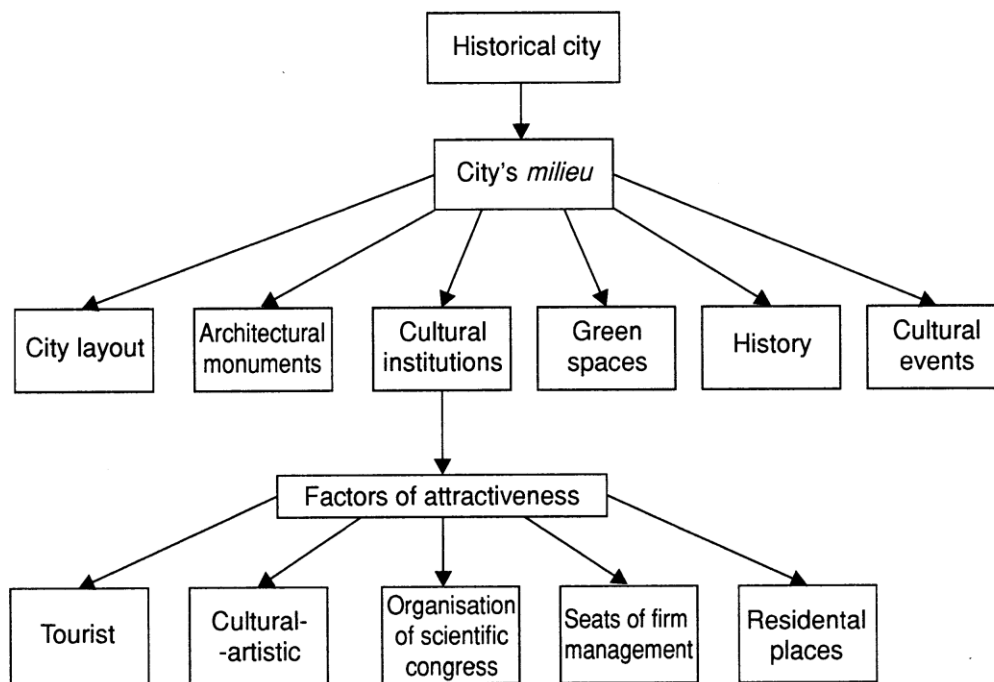 Historical city
City's milieu
City layout
Architectural
monuments
Cultural
institutions
Green
spaces
History
Cultural
events
Factors of attractiveness
Tourist
Cultural-
-artistic
Organisation
of scientific
congress
Seats of firm
management
Residental
places